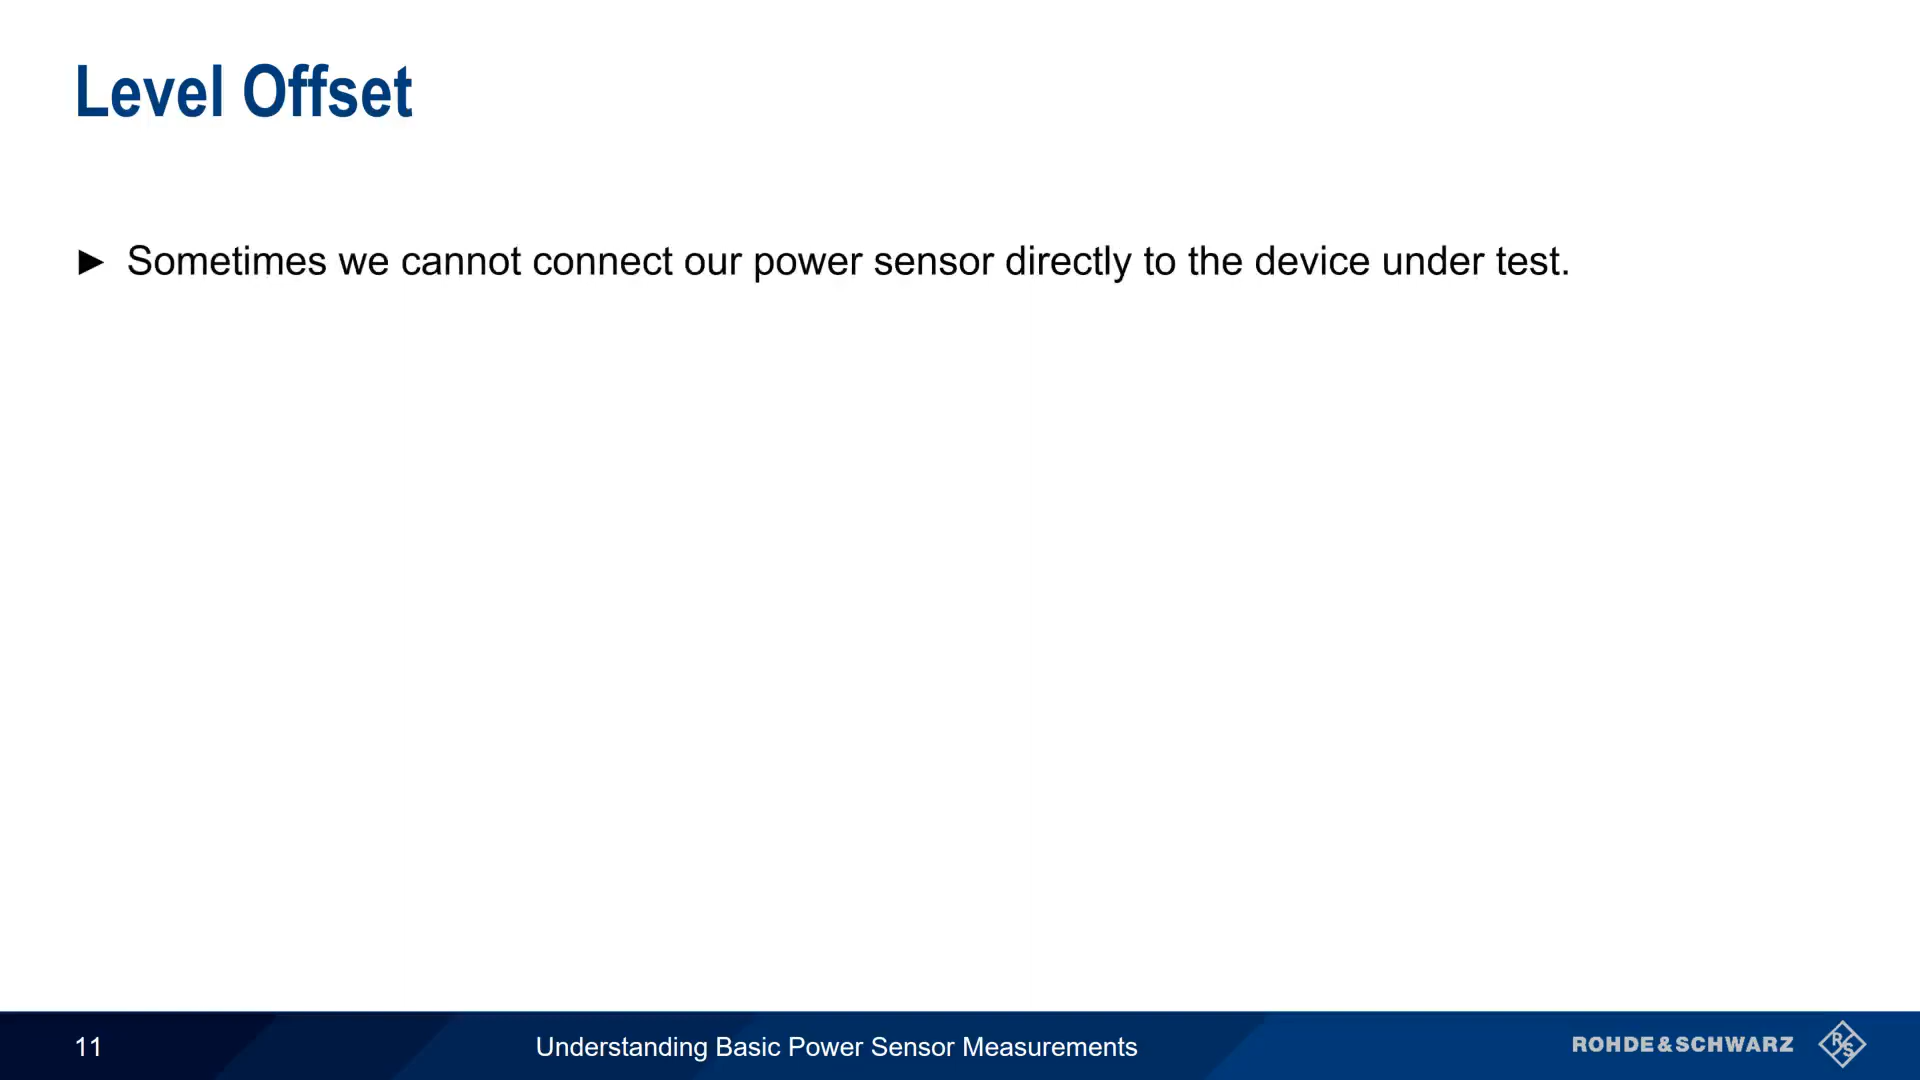 Level Offset
► Sometimes we cannot connect our power sensor directly to the device under test.
11
Understanding Basic Power Sensor Measurements
ROHDE&SCHWARZ
R&S